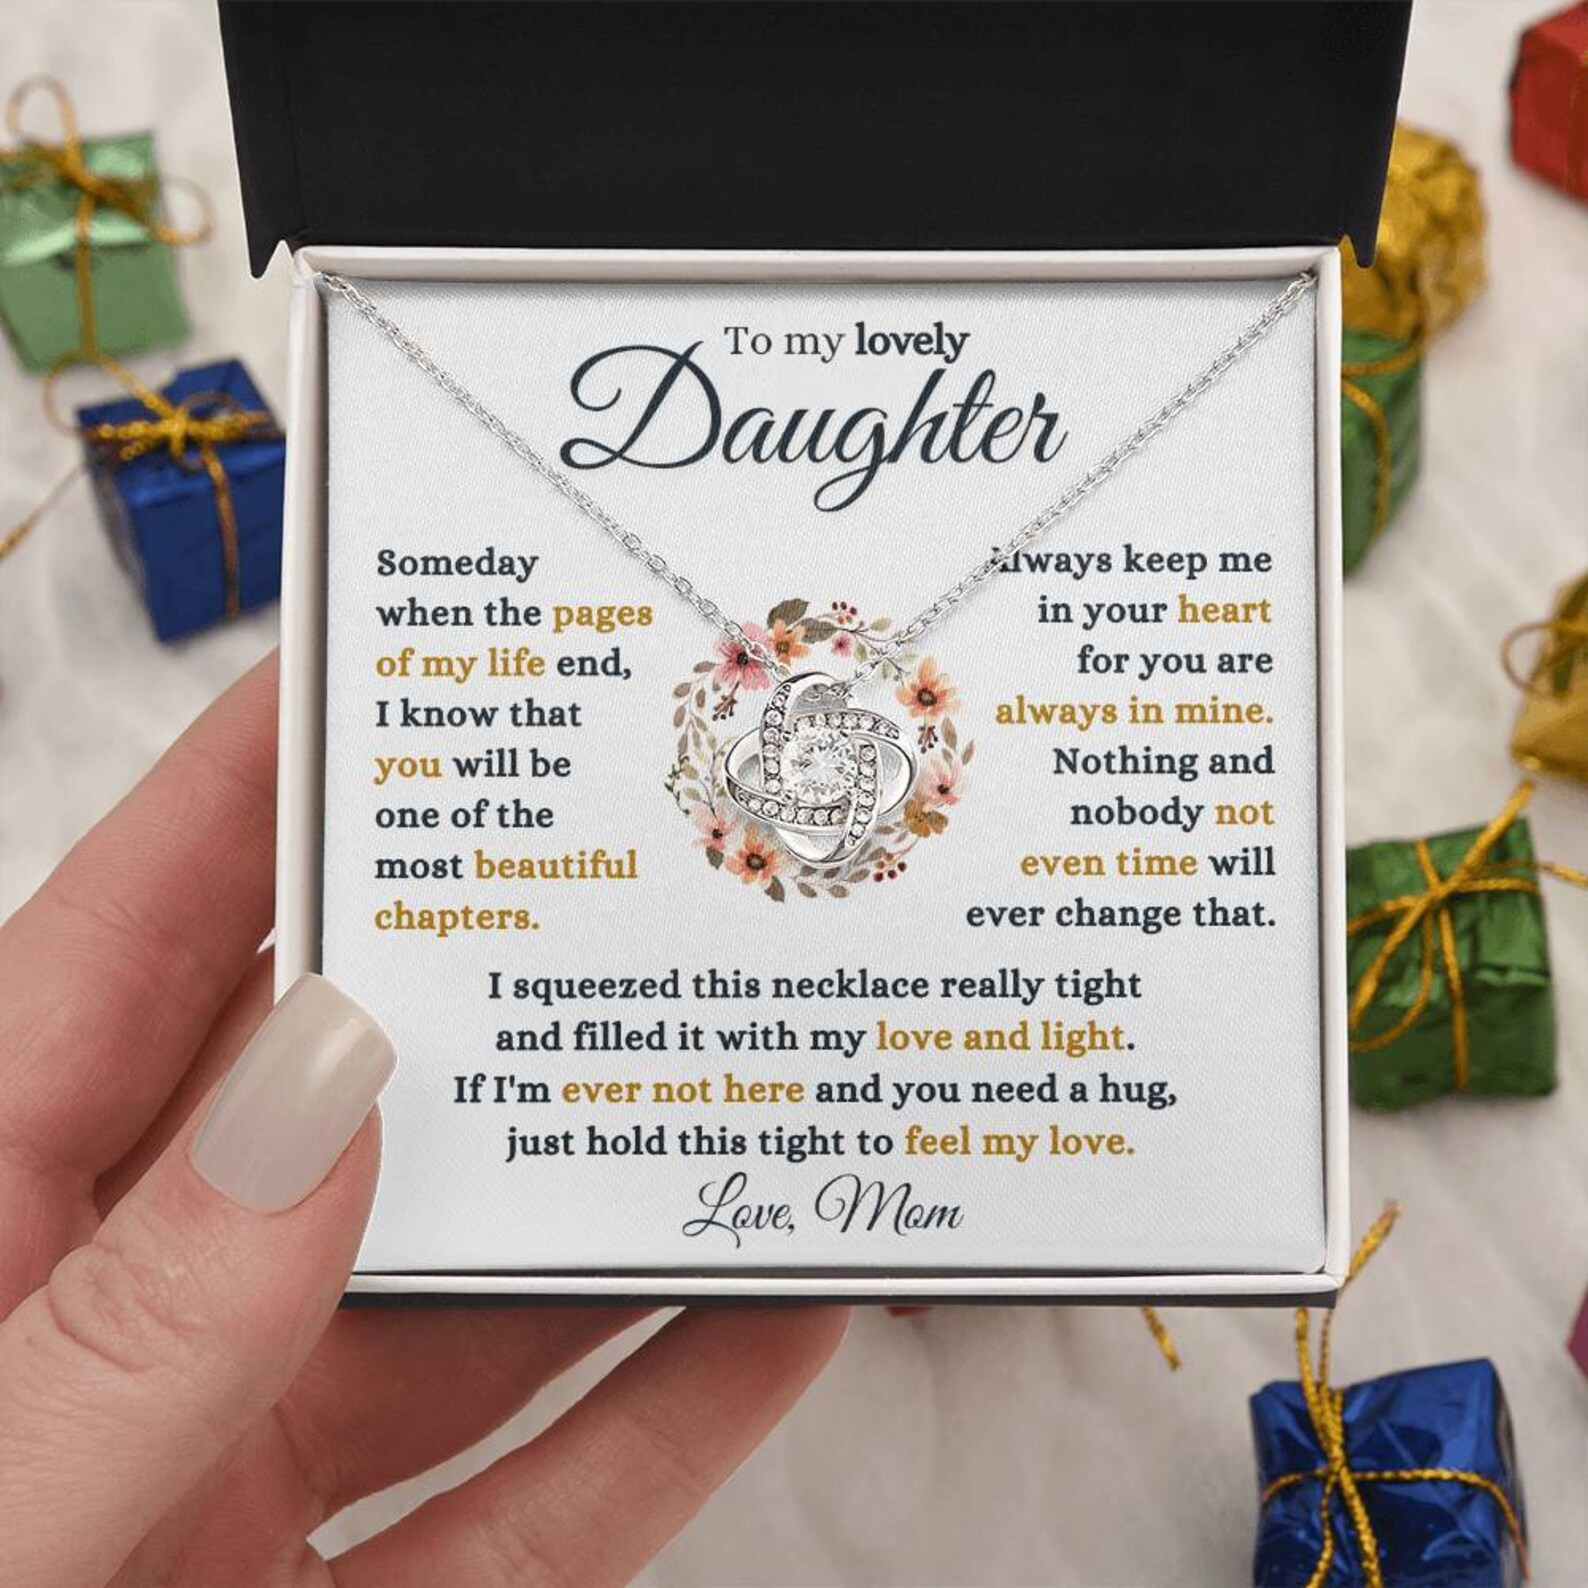 To my lovely
Daughter
Someday
when the pages
of my life end,
I know that
you will be
one of the
most beautiful
chapters.
Always keep me
in your heart
for you are
always in mine.
Nothing and
nobody not
even time will
ever change that.
I squeezed this necklace really tight
and filled it with my love and light.
If I'm ever not here and you need a hug,
just hold this tight to feel my love.
Love, Mom